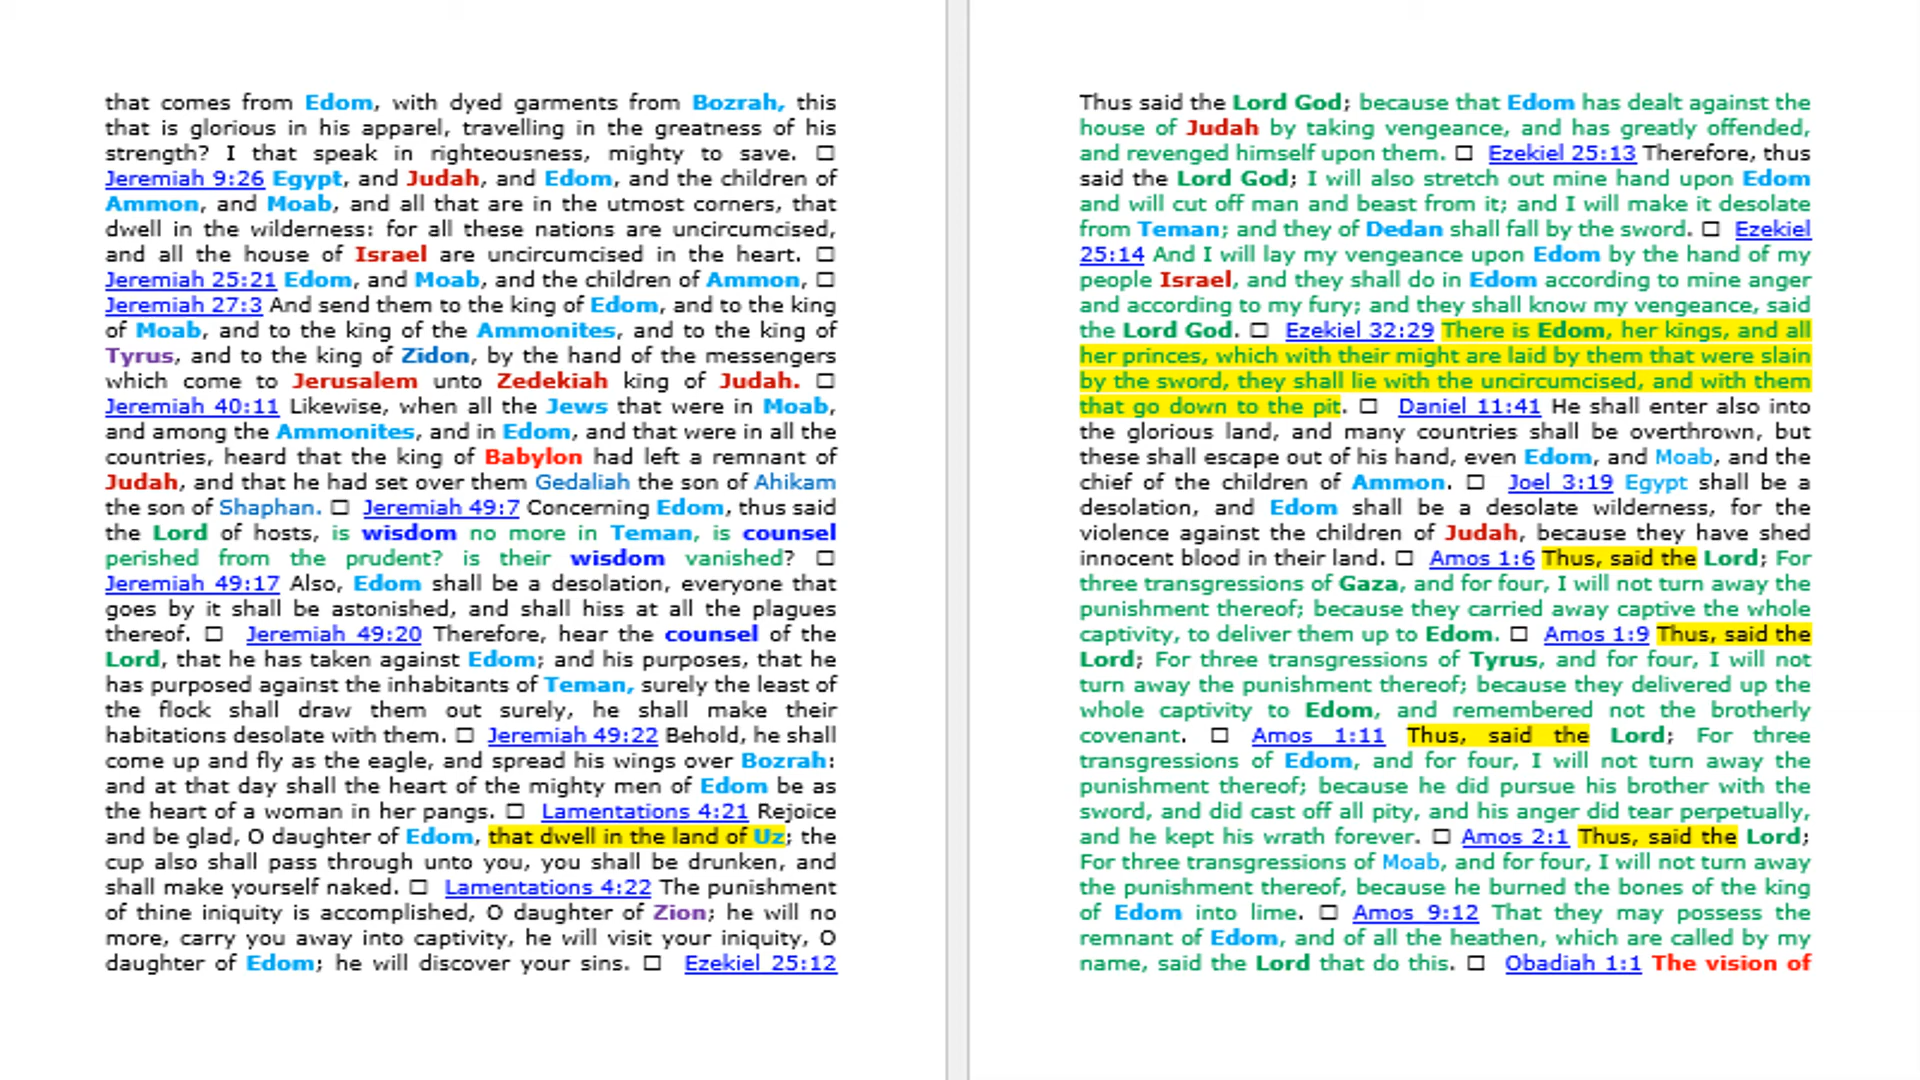 that comes from Edom, with dyed garments from Bozrah, this
that is glorious in his apparel, travelling in the greatness of his
strength? I that speak in righteousness, mighty to save. □
Jeremiah 9:26 Egypt, and Judah, and Edom, and the children of
Ammon, and Moab, and all that are in the utmost corners, that
dwell in the wilderness: for all these nations are uncircumcised,
and all the house of Israel are uncircumcised in the heart. □
Jeremiah 25:21 Edom, and Moab, and the children of Ammon, □
Jeremiah 27:3 And send them to the king of Edom, and to the king
of Moab, and to the king of the Ammonites, and to the king of
Tyrus, and to the king of Zidon, by the hand of the messengers
which come to Jerusalem unto Zedekiah king of Judah. □
Jeremiah 40:11 Likewise, when all the Jews that were in Moab,
and among the Ammonites, and in Edom, and that were in all the
countries, heard that the king of Babylon had left a remnant of
Judah, and that he had set over them Gedaliah the son of Ahikam
the son of Shaphan. □ Jeremiah 49:7 Concerning Edom, thus said
the Lord of hosts, is wisdom no more in Teman, is counsel
perished from the prudent? is their wisdom vanished? □
Jeremiah 49:17 Also, Edom shall be a desolation, everyone that
goes by it shall be astonished, and shall hiss at all the plagues
thereof. □ Jeremiah 49:20 Therefore, hear the counsel of the
Lord, that he has taken against Edom; and his purposes, that he
has purposed against the inhabitants of Teman, surely the least of
the flock shall draw them out surely, he shall make their
habitations desolate with them. □ Jeremiah 49:22 Behold, he shall
come up and fly as the eagle, and spread his wings over Bozrah:
and at that day shall the heart of the mighty men of Edom be as
the heart of a woman in her pangs. □ Lamentations 4:21 Rejoice
and be glad, O daughter of Edom, that dwell in the land of Uz; the
cup also shall pass through unto you, you shall be drunken, and
shall make yourself naked. □ Lamentations 4:22 The punishment
of thine iniquity is accomplished, O daughter of Zion; he will no
more, carry you away into captivity, he will visit your iniquity, O
daughter of Edom; he will discover your sins. □ Ezekiel 25:12
Thus said the Lord God; because that Edom has dealt against the
house of Judah by taking vengeance, and has greatly offended,
and revenged himself upon them. □ Ezekiel 25:13 Therefore, thus
said the Lord God; I will also stretch out mine hand upon Edom
and will cut off man and beast from it; and I will make it desolate
from Teman; and they of Dedan shall fall by the sword. □ Ezekiel
25:14 And I will lay my vengeance upon Edom by the hand of my
people Israel, and they shall do in Edom according to mine anger
and according to my fury; and they shall know my vengeance, said
the Lord God. □ Ezekiel 32:29 There is Edom, her kings, and all
her princes, which with their might are laid by them that were slain
by the sword, they shall lie with the uncircumcised, and with them
that go down to the pit. □ Daniel 11:41 He shall enter also into
the glorious land, and many countries shall be overthrown, but
these shall escape out of his hand, even Edom, and Moab, and the
chief of the children of Ammon. □ Joel 3:19 Egypt shall be a
desolation, and Edom shall be a desolate wilderness, for the
violence against the children of Judah, because they have shed
innocent blood in their land. □ Amos 1:6 Thus, said the Lord; For
three transgressions of Gaza, and for four, I will not turn away the
punishment thereof; because they carried away captive the whole
captivity, to deliver them up to Edom. □ Amos 1:9 Thus, said the
Lord; For three transgressions of Tyrus, and for four, I will not
turn away the punishment thereof; because they delivered up the
whole captivity to Edom, and remembered not the brotherly
covenant. □ Amos 1:11 Thus, said the Lord; For three
transgressions of Edom, and for four, I will not turn away the
punishment thereof; because he did pursue his brother with the
sword, and did cast off all pity, and his anger did tear perpetually,
and he kept his wrath forever. □ Amos 2:1 Thus, said the Lord;
For three transgressions of Moab, and for four, I will not turn away
the punishment thereof, because he burned the bones of the king
of Edom into lime. □ Amos 9:12 That they may possess the
remnant of Edom, and of all the heathen, which are called by my
name, said the Lord that do this. □ Obadiah 1:1 The vision of